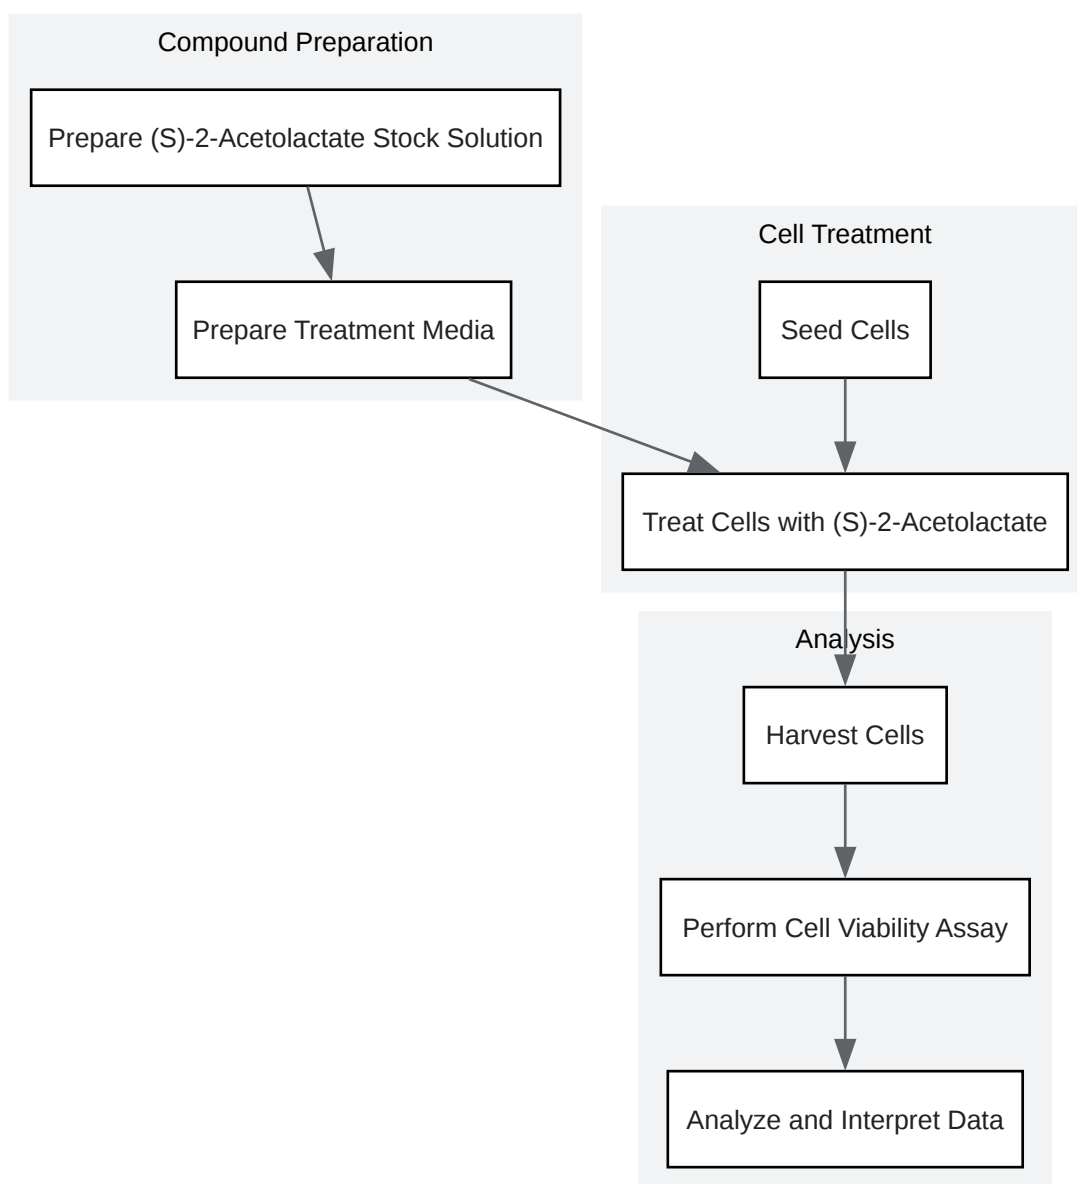 Compound Preparation
Prepare (S)-2-Acetolactate Stock Solution
Prepare Treatment Media
Cell Treatment
Seed Cells
Treat Cells with (S)-2-Acetolactate
Analysis
Harvest Cells
Perform Cell Viability Assay
Analyze and Interpret Data